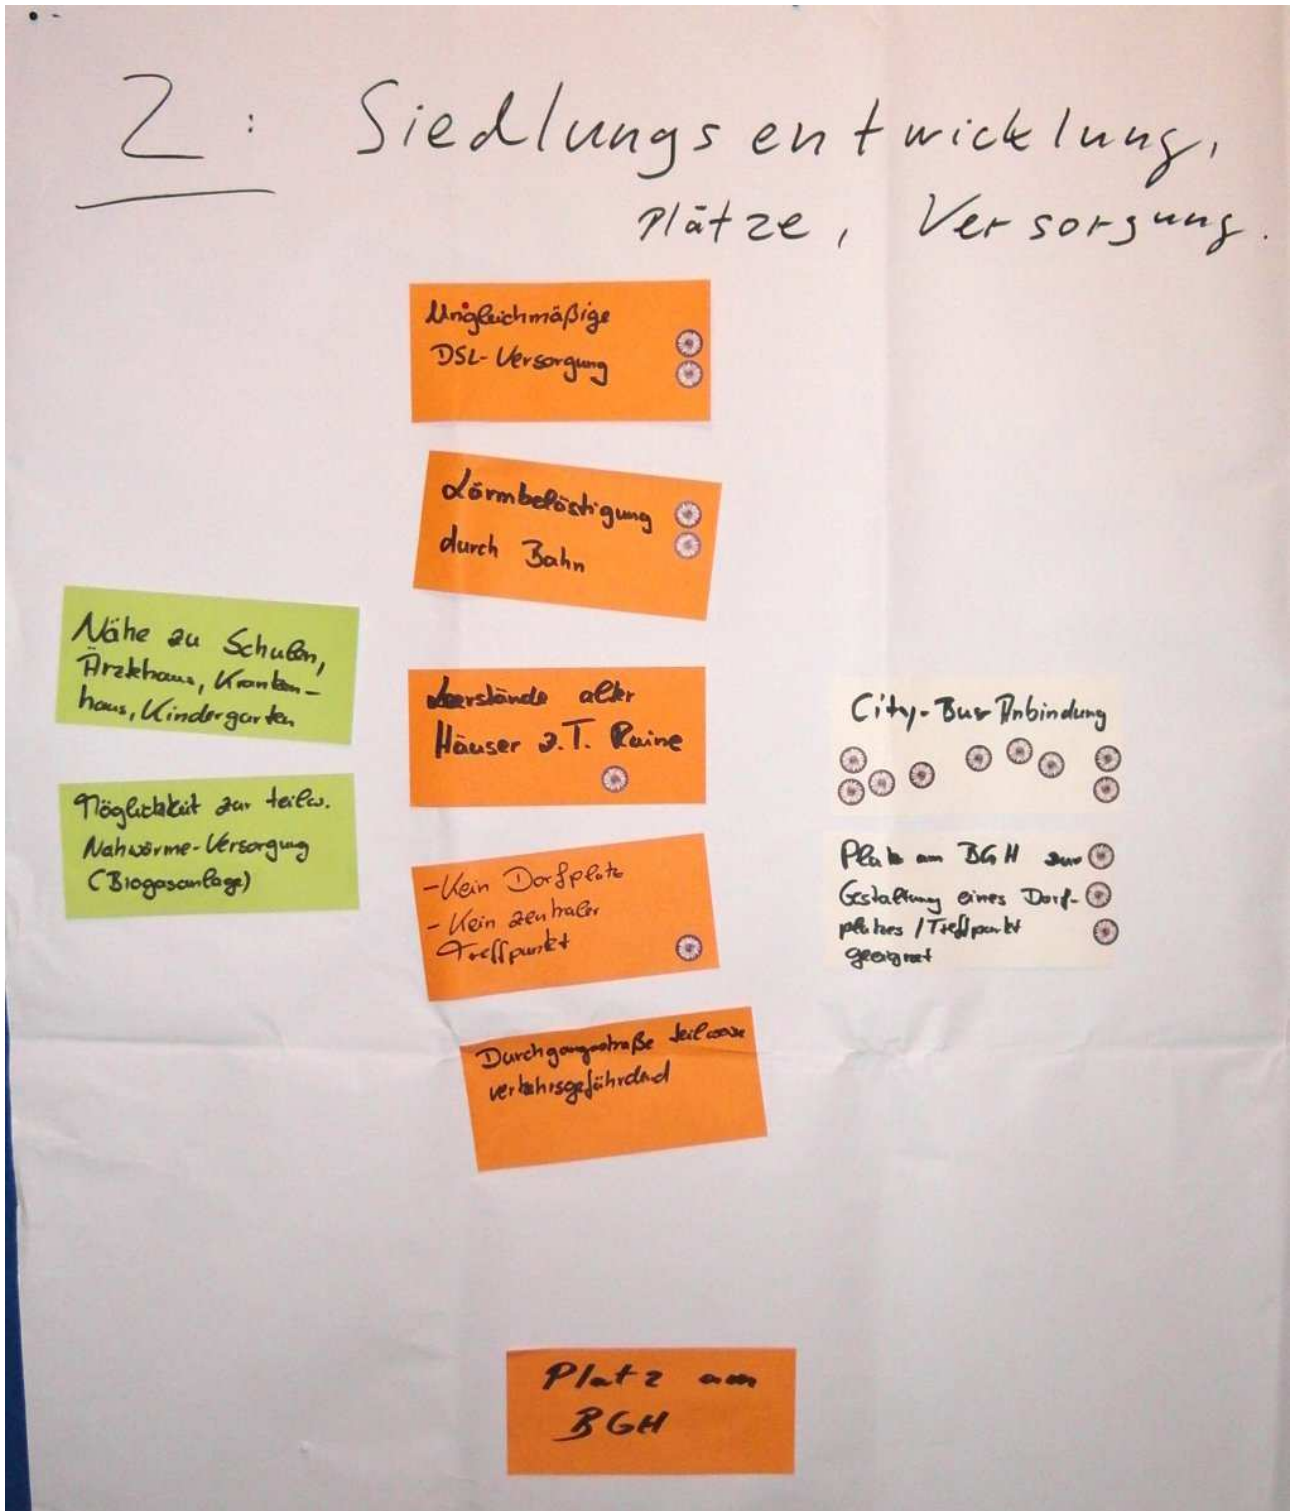 2: Siedlungsentwicklung,
Plätze, Versorgung.
Ungleichmäßige
DSL-Versorgung
Lärmbelästigung
durch Bahn
Nähe zu Schulen,
Ärztehaus, Kranken-
haus, Kindergarten
Möglichkeit zur teilw.
Nahwärme-Versorgung
(Biogasanlage)
Leerstände alter
Häuser z.T. Ruine
- Kein Dorfplatz
- Kein zentraler
Treffpunkt
Durchgangsstraße teilweise
verkehrsgefährdend
Platz am
BGH
City-Bus Anbindung
Platz am BGH zur
Gestaltung eines Dorf-
platzes / Treffpunkt
geeignet